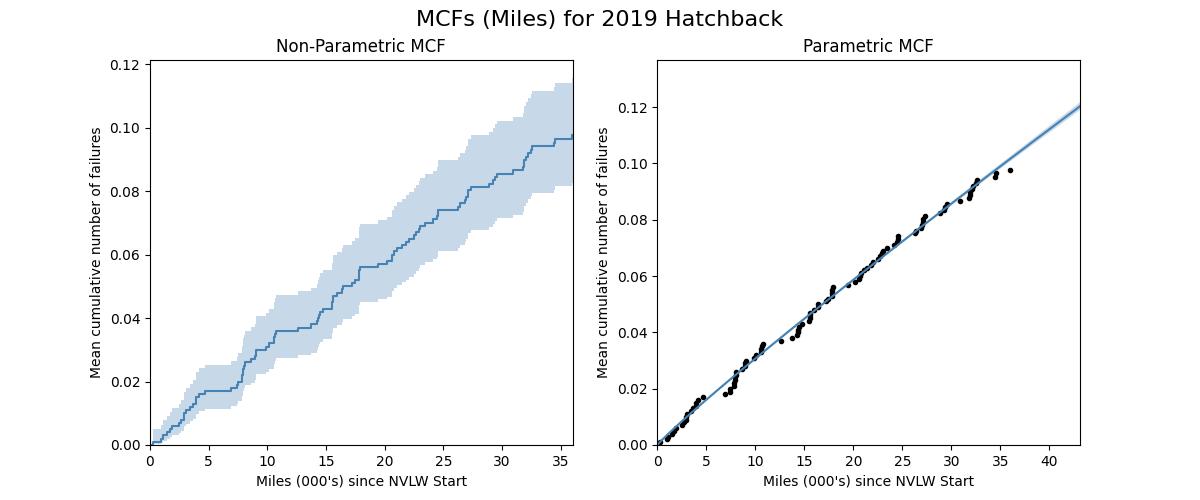 MCFs (Miles) for 2019 Hatchback
Non-Parametric MCF
Mean cumulative number of failures
0.12
0.10
0.08
0.06
0.04
0.02
0.00
0 5 10 15 20 25 30 35
Miles (000's) since NVLW Start
Parametric MCF
Mean cumulative number of failures
0.12
0.10
0.08
0.06
0.04
0.02
0.00
0 5 10 15 20 25 30 35 40
Miles (000's) since NVLW Start